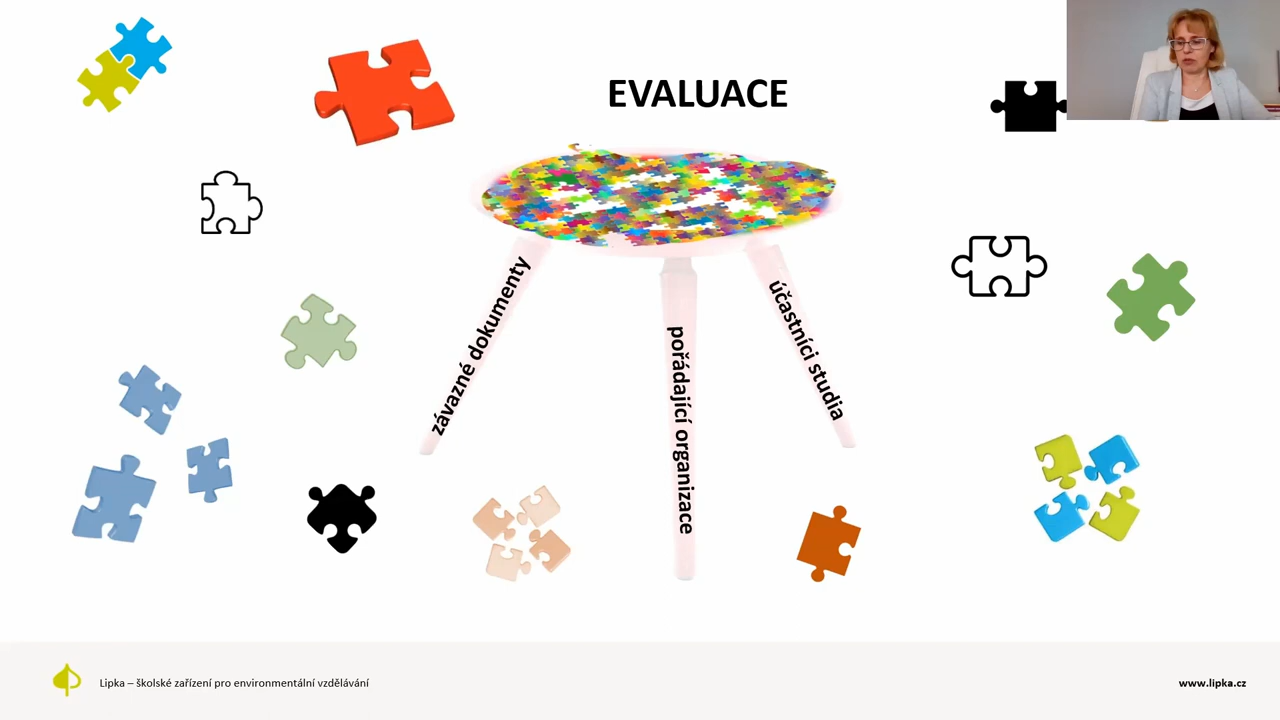 EVALUACE
závazné dokumenty
pořádající organizace
účastníci studia
Lipka – školské zařízení pro environmentální vzdělávání
www.lipka.cz